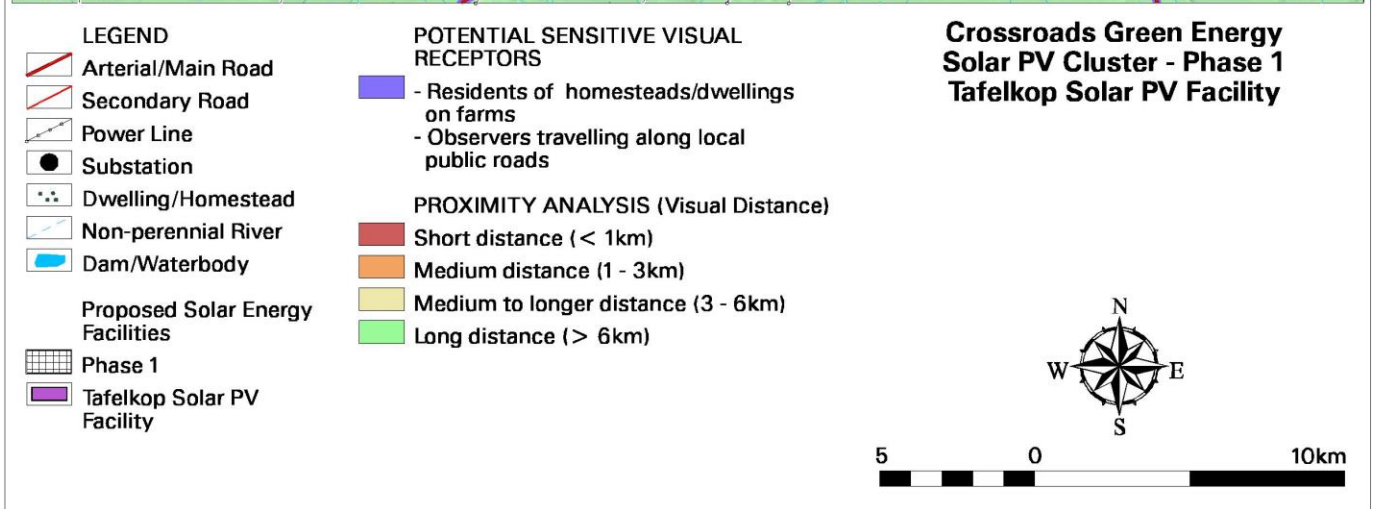 LEGEND
Arterial/Main Road
Secondary Road
Power Line
Substation
Dwelling/Homestead
Non-perennial River
Dam/Waterbody
Proposed Solar Energy
Facilities
Phase 1
Tafelkop Solar PV
Facility
POTENTIAL SENSITIVE VISUAL
RECEPTORS
- Residents of homesteads/dwellings
on farms
- Observers travelling along local
public roads
PROXIMITY ANALYSIS (Visual Distance)
Short distance (< 1km)
Medium distance (1 - 3km)
Medium to longer distance (3 - 6km)
Long distance (> 6km)
Crossroads Green Energy
Solar PV Cluster - Phase 1
Tafelkop Solar PV Facility
N
W E
S
5 0 10km